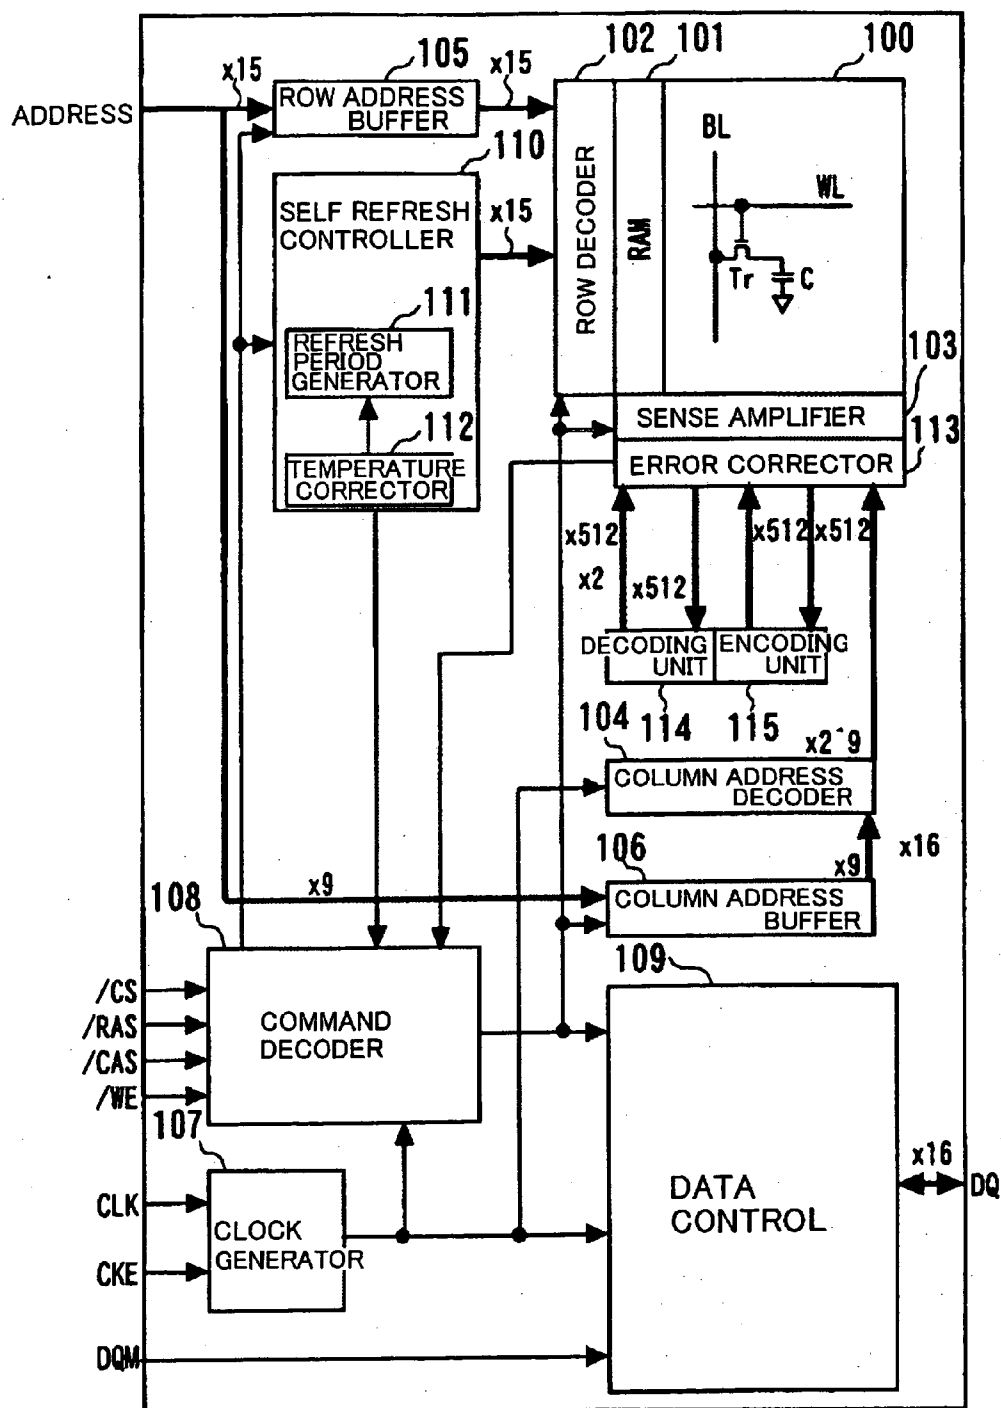 105
102
101
100
x15
x15
ADDRESS
ROW ADDRESS
BUFFER
110
SELF REFRESH
CONTROLLER
x15
ROW DECODER
RAM
BL
WL
Tr
C
111
REFRESH
PERIOD
GENERATOR
112
TEMPERATURE
CORRECTOR
103
SENSE AMPLIFIER
113
ERROR CORRECTOR
x512
x2
x512
x512
x512
DECODING
UNIT
ENCODING
UNIT
114
115
104
x2^9
COLUMN ADDRESS
DECODER
106
x9
x16
COLUMN ADDRESS
BUFFER
x9
108
/CS
/RAS
/CAS
/WE
COMMAND
DECODER
109
107
CLK
CKE
CLOCK
GENERATOR
DATA
CONTROL
x16
DQ
DQM